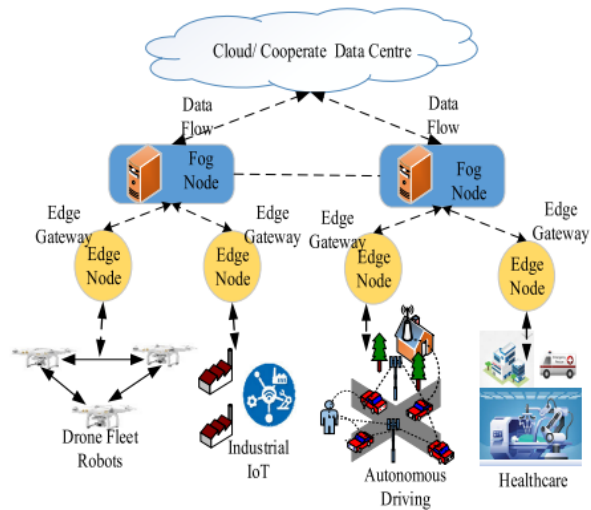 Cloud/ Cooperate Data Centre
Data
Flow
Data
Flow
Fog
Node
Fog
Node
Edge
Gateway
Edge
Gateway
Edge
Gateway
Edge
Gateway
Edge
Node
Edge
Node
Edge
Node
Edge
Node
Drone Fleet
Robots
Industrial
IoT
Autonomous
Driving
Healthcare